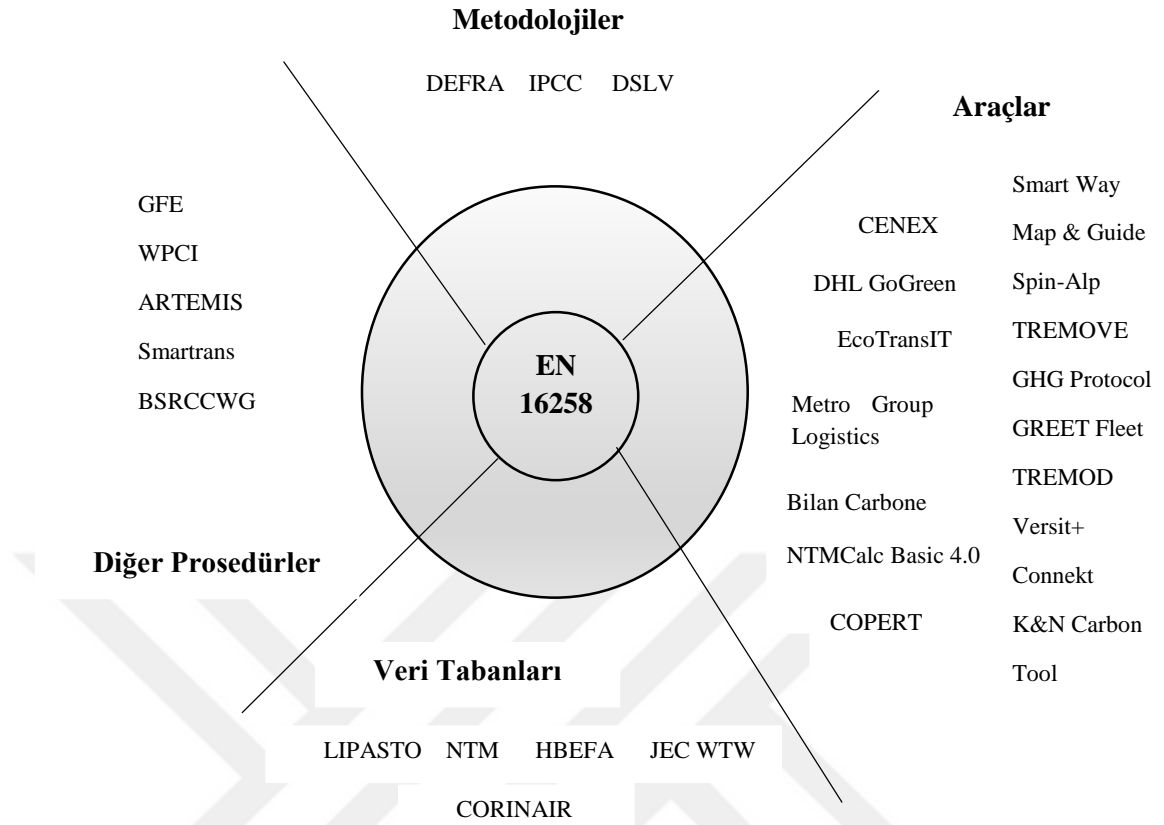 Metodolojiler
DEFRA IPCC DSLV
Araçlar
Smart Way
Map & Guide
Spin-Alp
TREMOVE
GHG Protocol
GREET Fleet
TREMOD
Versit+
Connekt
K&N Carbon
Tool
CENEX
DHL GoGreen
EcoTransIT
Metro Group
Logistics
Bilan Carbone
NTMCalc Basic 4.0
COPERT
GFE
WPCI
ARTEMIS
Smartrans
BSRCCWG
Diğer Prosedürler
EN
16258
Veri Tabanları
LIPASTO NTM HBEFA JEC WTW
CORINAIR